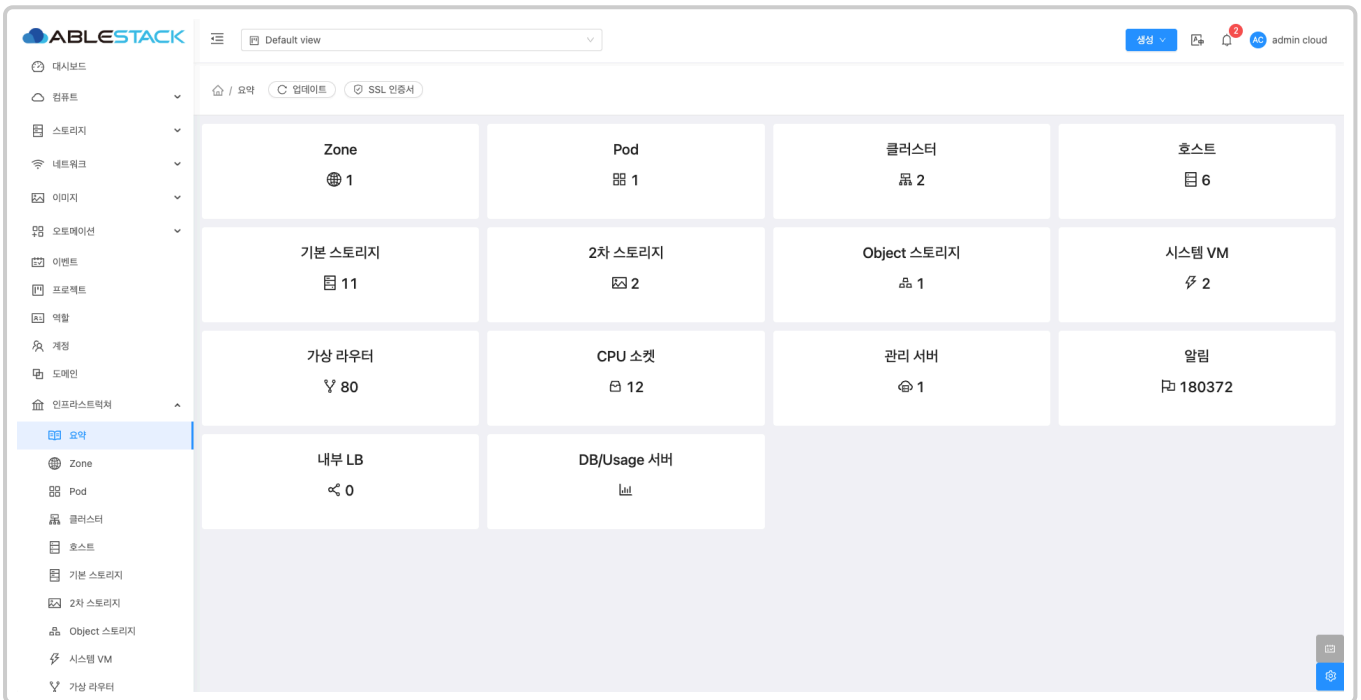 ABLESTACK
Default view
생성
2
AC admin cloud
대시보드
컴퓨트
스토리지
네트워크
이미지
오토메이션
이벤트
프로젝트
역할
계정
도메인
인프라스트럭쳐
요약
Zone
Pod
클러스터
호스트
기본 스토리지
2차 스토리지
Object 스토리지
시스템 VM
가상 라우터
/ 요약 업데이트 SSL 인증서
Zone
1
Pod
1
클러스터
2
호스트
6
기본 스토리지
11
2차 스토리지
2
Object 스토리지
1
시스템 VM
2
가상 라우터
80
CPU 소켓
12
관리 서버
1
알림
180372
내부 LB
0
DB/Usage 서버